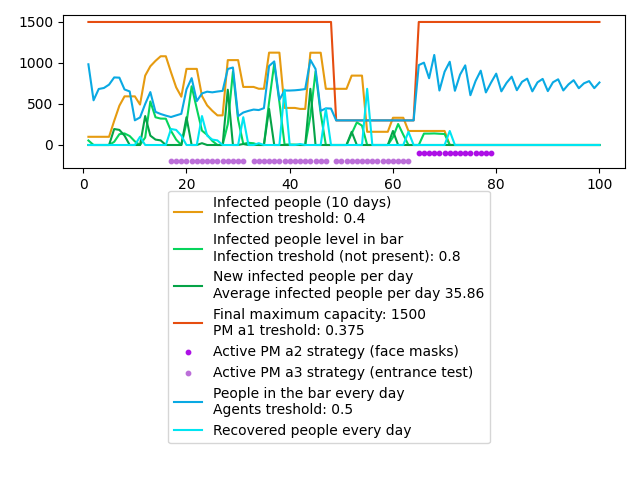 1500
1000
500
0
0
20
40
60
80
100
Infected people (10 days)
Infection treshold: 0.4
Infected people level in bar
Infection treshold (not present): 0.8
New infected people per day
Average infected people per day 35.86
Final maximum capacity: 1500
PM a1 treshold: 0.375
Active PM a2 strategy (face masks)
Active PM a3 strategy (entrance test)
People in the bar every day
Agents treshold: 0.5
Recovered people every day